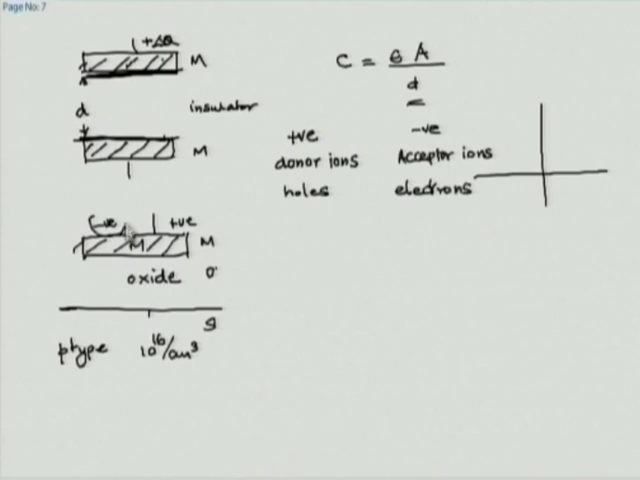 Page No: 7
+ΔQ
M
C = ε A / d
d
insulator
M
+ve
-ve
donor ions
Acceptor ions
holes
electrons
-ve
+ve
M
M
oxide
O
S
ptype 10^16/cm^3